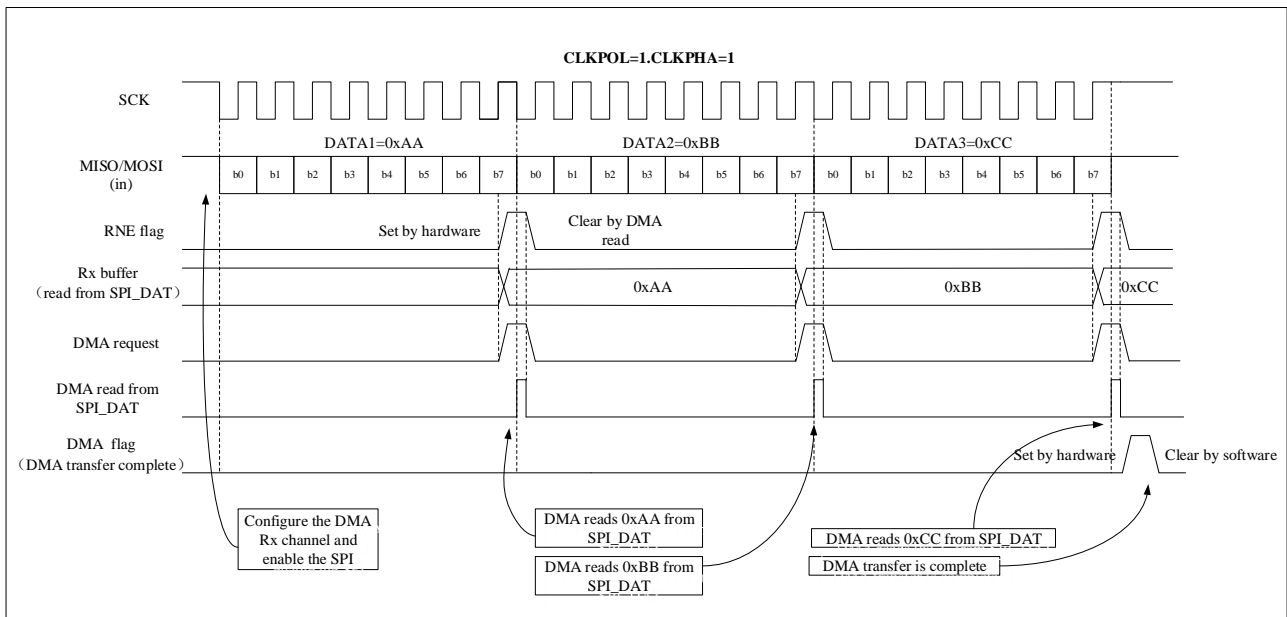 CLKPOL=1.CLKPHA=1
SCK
DATA1=0xAA
DATA2=0xBB
DATA3=0xCC
MISO/MOSI
(in)
b0 b1 b2 b3 b4 b5 b6 b7 b0 b1 b2 b3 b4 b5 b6 b7 b0 b1 b2 b3 b4 b5 b6 b7
RNE flag
Set by hardware
Clear by DMA
read
Rx buffer
（read from SPI_DAT）
0xAA
0xBB
0xCC
DMA request
DMA read from
SPI_DAT
DMA flag
（DMA transfer complete）
Set by hardware
Clear by software
Configure the DMA
Rx channel and
enable the SPI
DMA reads 0xAA from
SPI_DAT
DMA reads 0xBB from
SPI_DAT
DMA reads 0xCC from SPI_DAT
DMA transfer is complete